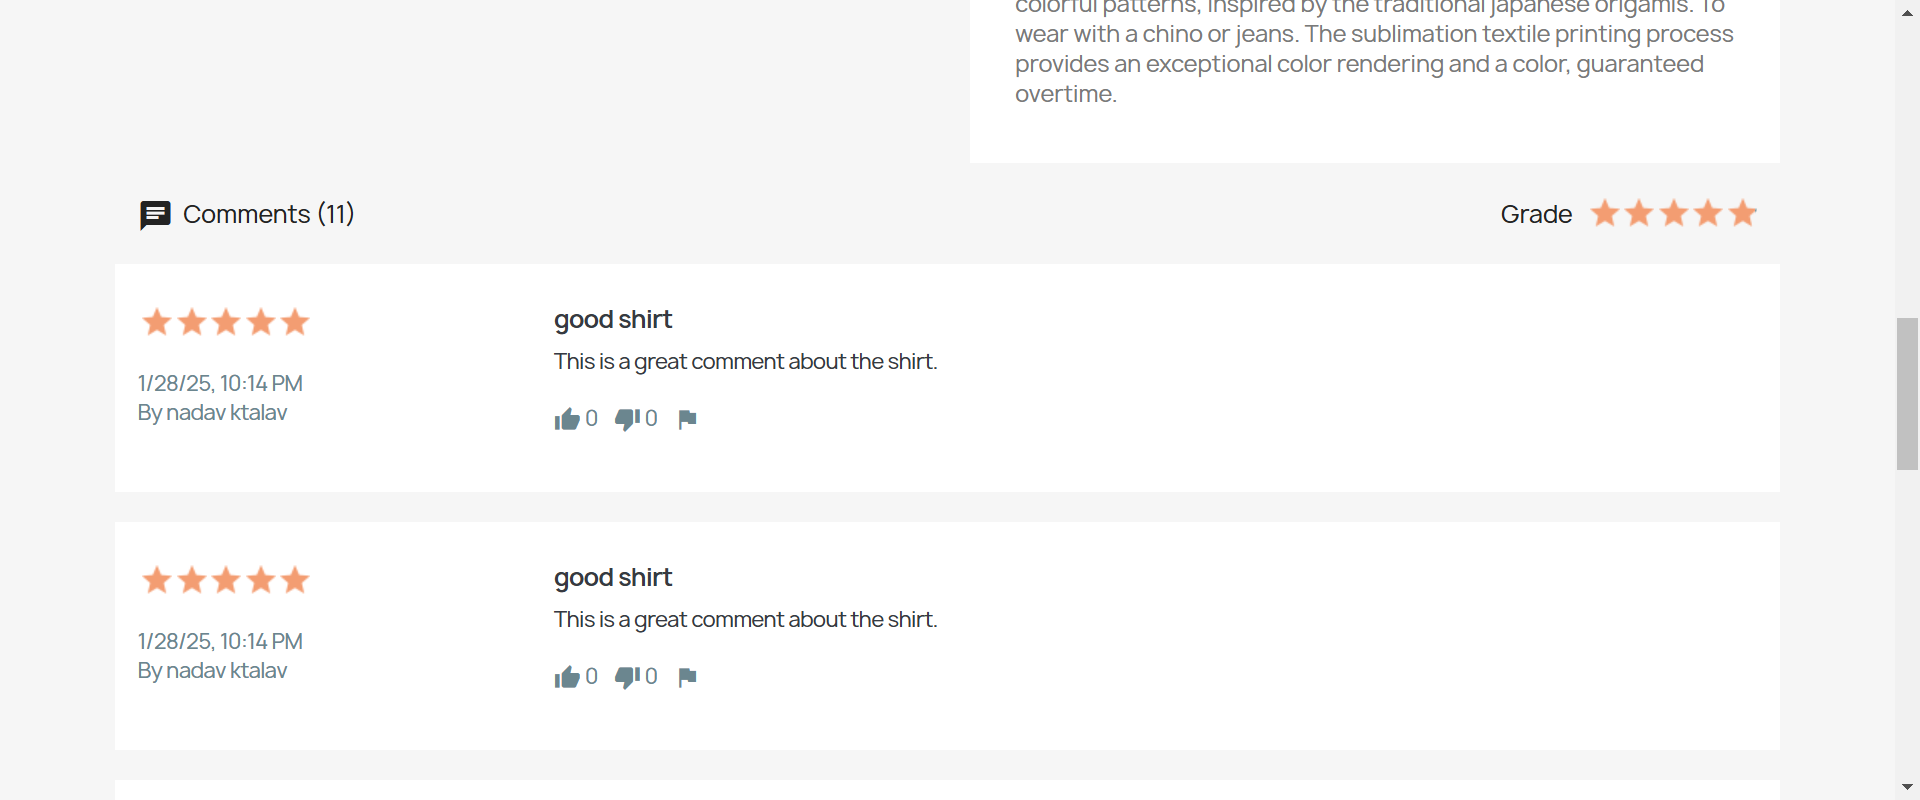 colorful patterns, inspired by the traditional japanese origamis. To
wear with a chino or jeans. The sublimation textile printing process
provides an exceptional color rendering and a color, guaranteed
overtime.
Comments (11)
Grade
good shirt
This is a great comment about the shirt.
1/28/25, 10:14 PM
By nadav ktalav
0 0
good shirt
This is a great comment about the shirt.
1/28/25, 10:14 PM
By nadav ktalav
0 0